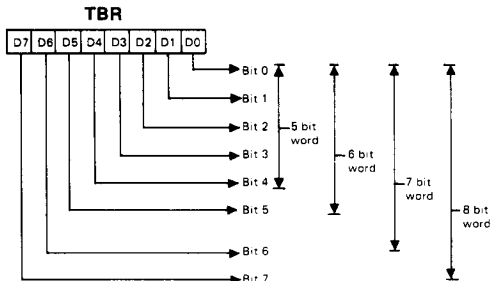 TBR
D7 D6 D5 D4 D3 D2 D1 D0
Bit 0
Bit 1
Bit 2
Bit 3
Bit 4
Bit 5
Bit 6
Bit 7
5 bit
word
6 bit
word
7 bit
word
8 bit
word